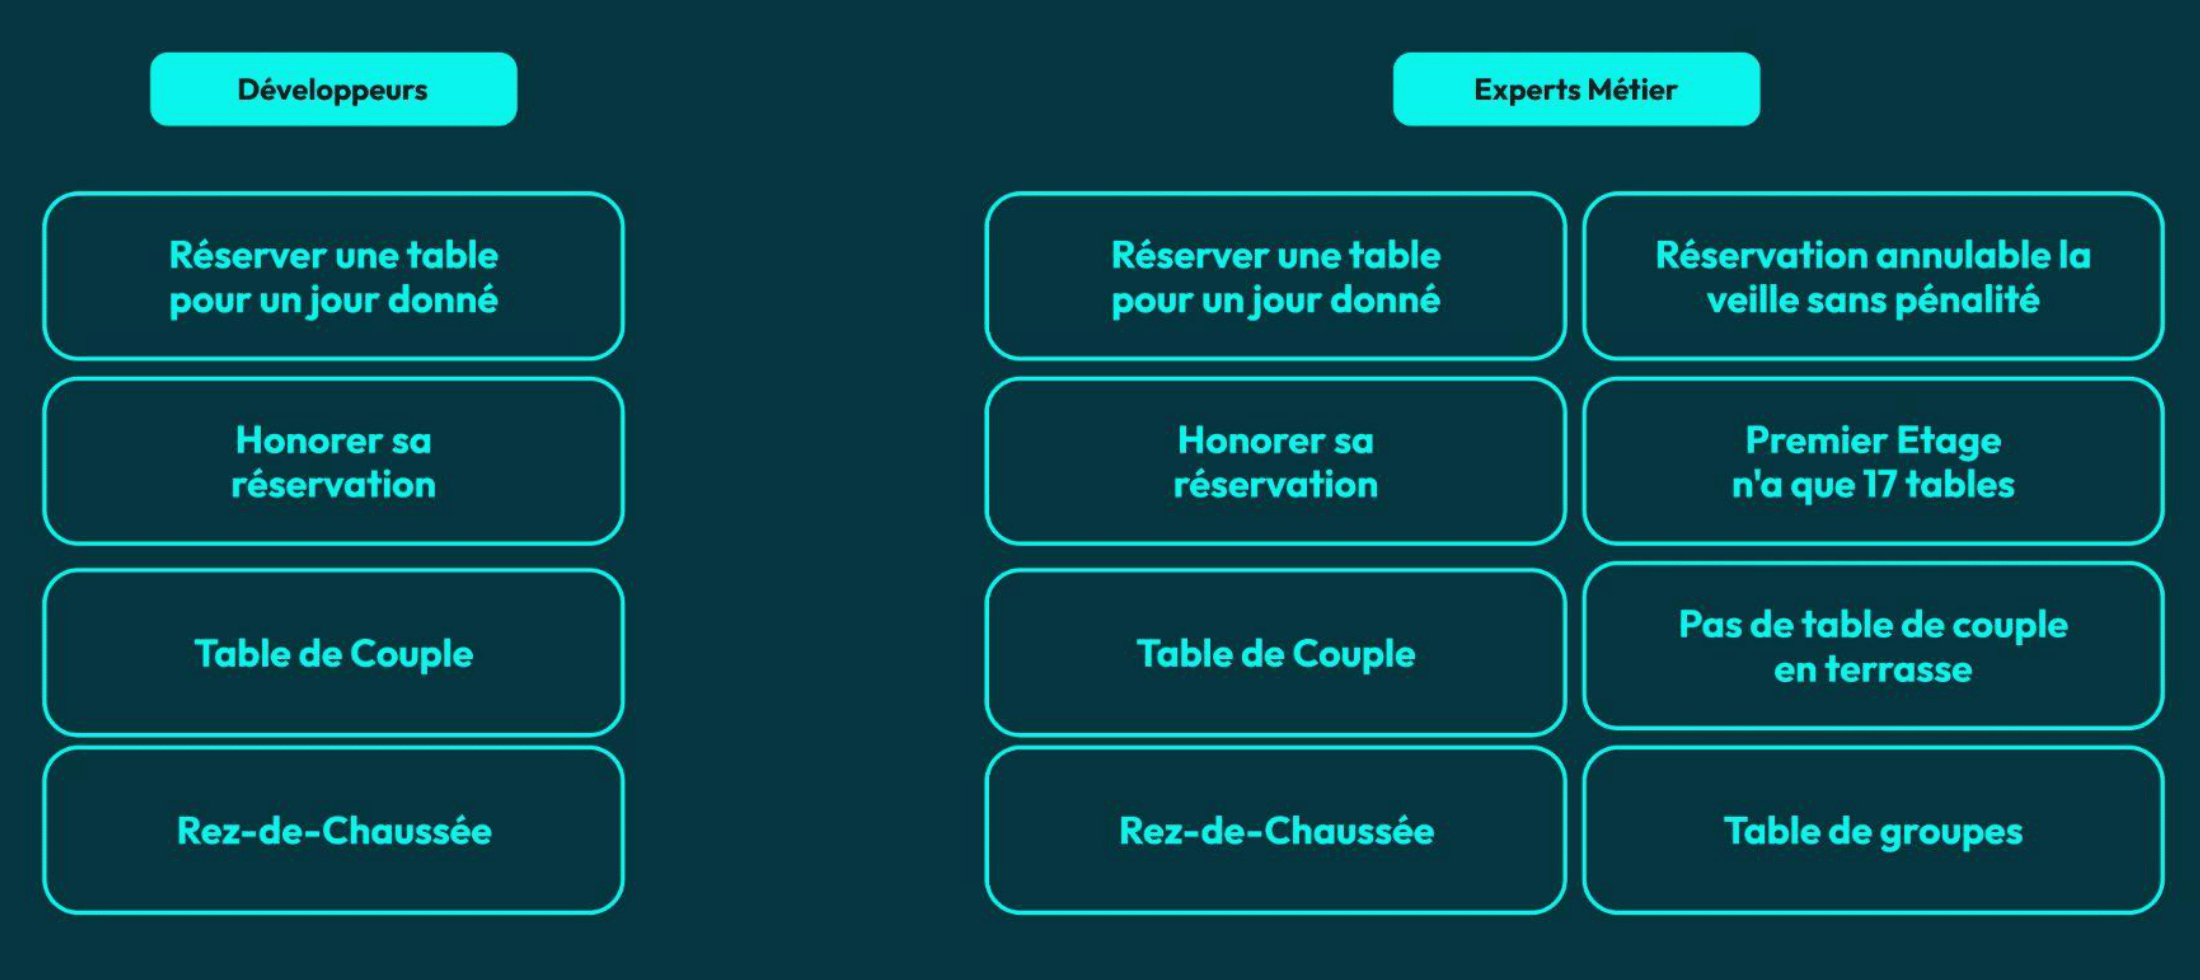 Développeurs
Experts Métier
Réserver une table
pour un jour donné
Honorer sa
réservation
Table de Couple
Rez-de-Chaussée
Réserver une table
pour un jour donné
Réservation annulable la
veille sans pénalité
Honorer sa
réservation
Premier Etage
n'a que 17 tables
Table de Couple
Pas de table de couple
en terrasse
Rez-de-Chaussée
Table de groupes